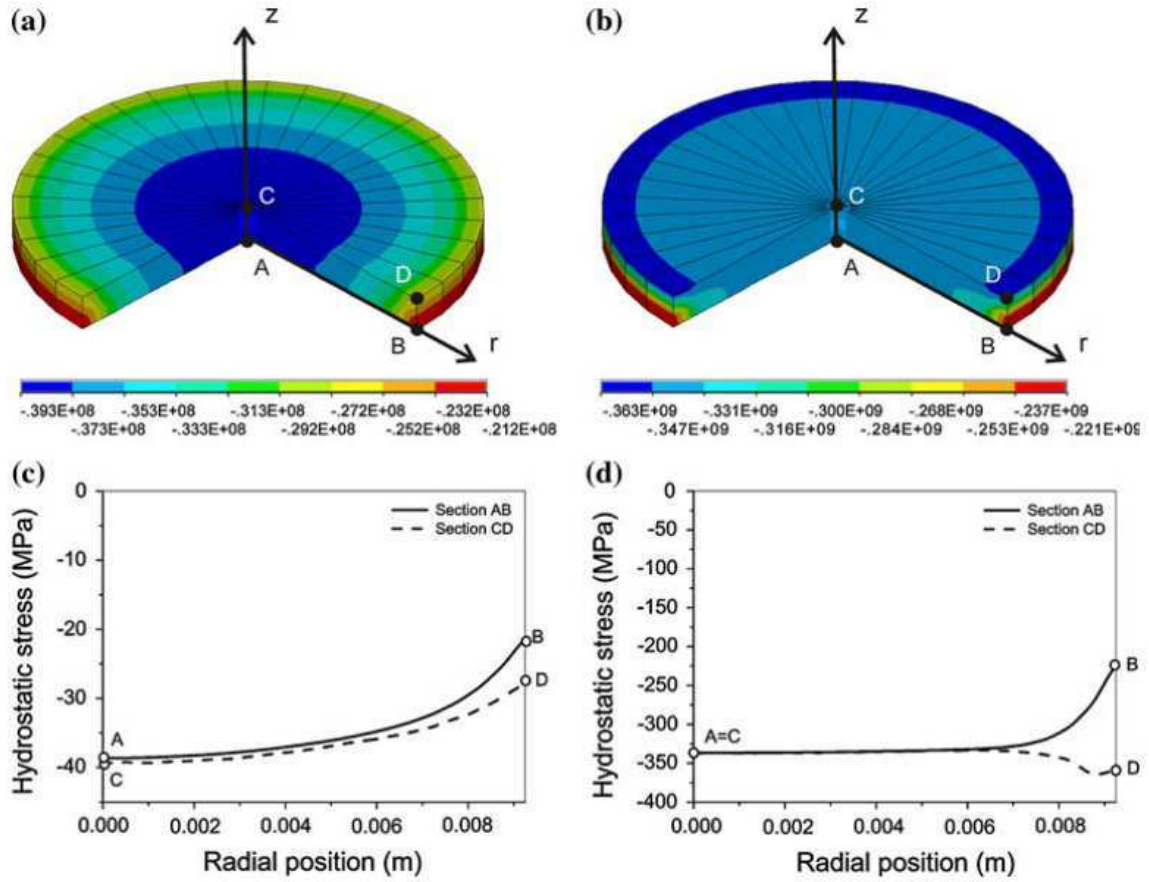 (a)
z
C
A
D
B
r
-.393E+08 -.353E+08 -.313E+08 -.272E+08 -.232E+08
-.373E+08 -.333E+08 -.292E+08 -.252E+08 -.212E+08
(b)
z
C
A
D
B
r
-.363E+09 -.331E+09 -.300E+09 -.268E+09 -.237E+09
-.347E+09 -.316E+09 -.284E+09 -.253E+09 -.221E+09
(c)
Hydrostatic stress (MPa)
0
-10
-20
-30
-40
Section AB
Section CD
A
C
B
D
0.000 0.002 0.004 0.006 0.008
Radial position (m)
(d)
Hydrostatic stress (MPa)
0
-50
-100
-150
-200
-250
-300
-350
-400
Section AB
Section CD
A=C
B
D
0.000 0.002 0.004 0.006 0.008
Radial position (m)